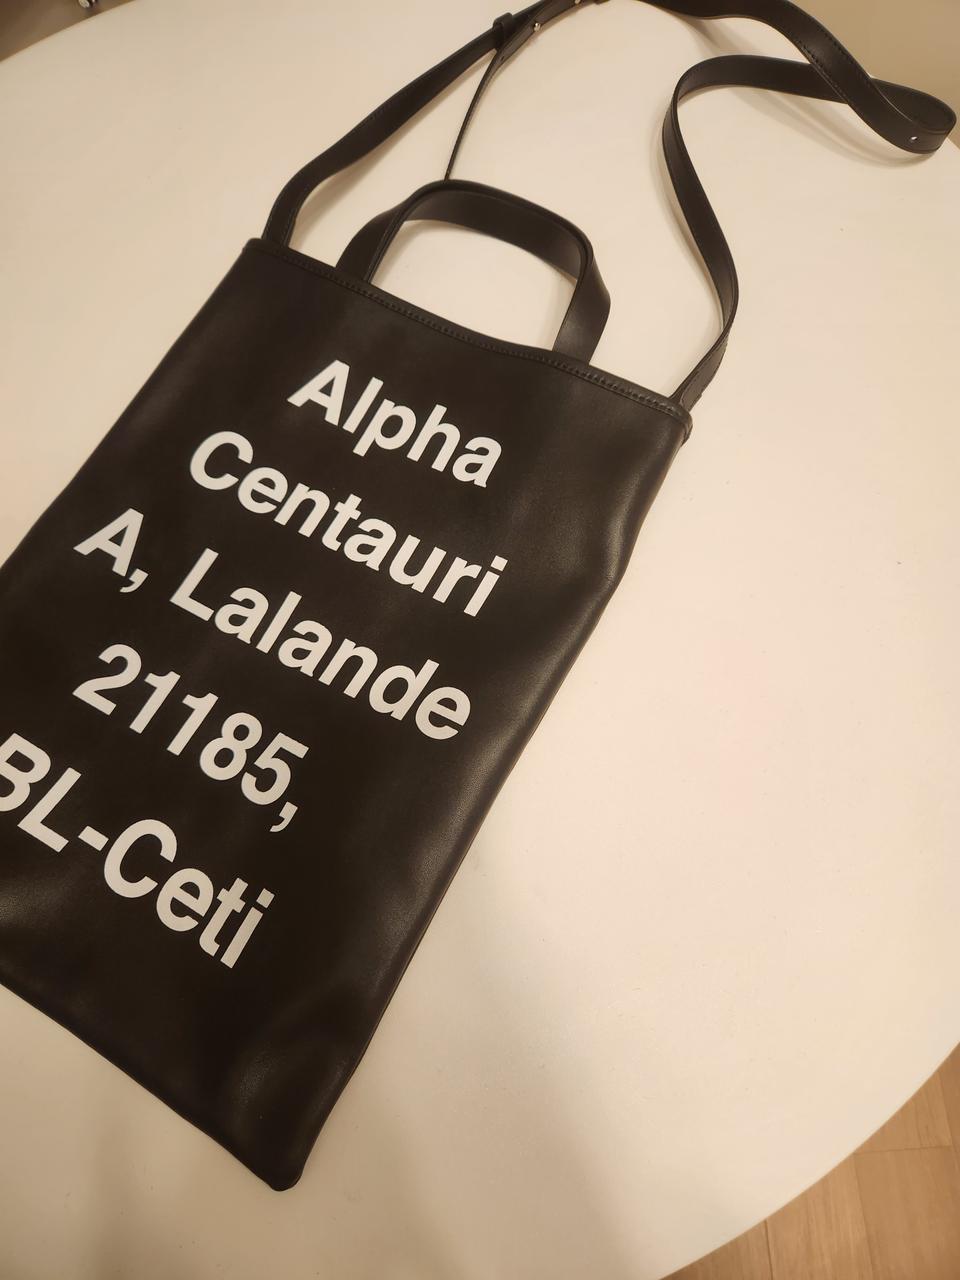 Alpha
Centauri
A, Lalande
21185,
BL-Ceti